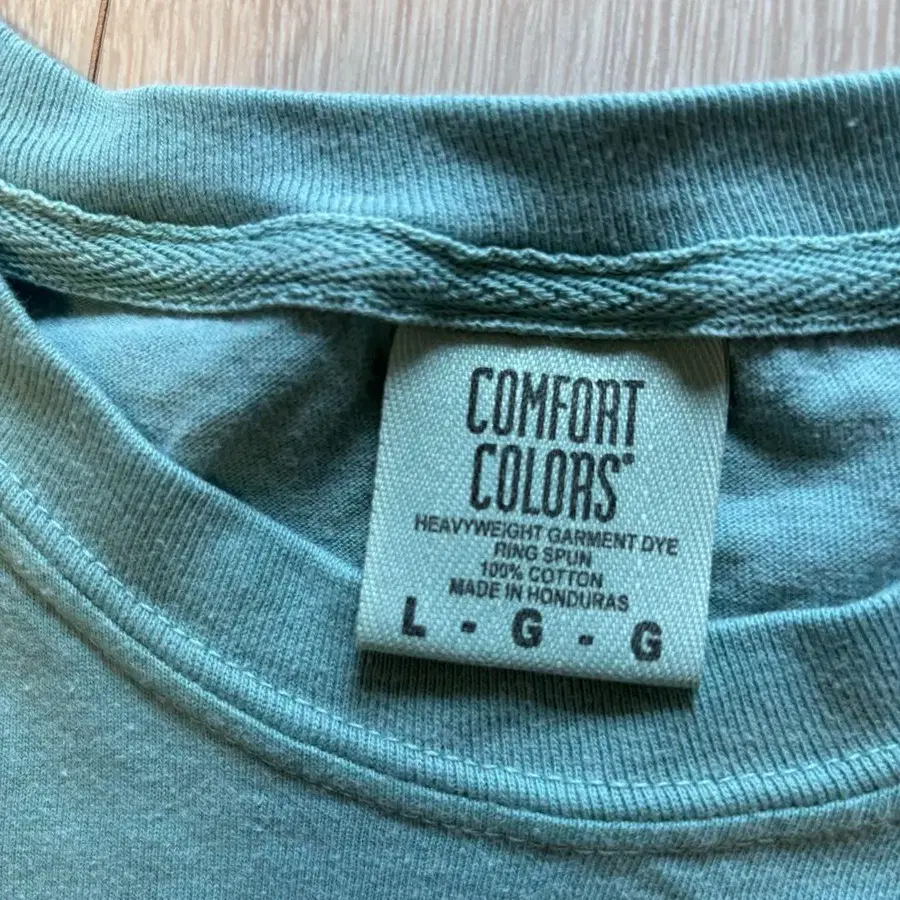 COMFORT
COLORS
HEAVYWEIGHT GARMENT DYE
RING SPUN
100% COTTON
MADE IN HONDURAS
L - G - G